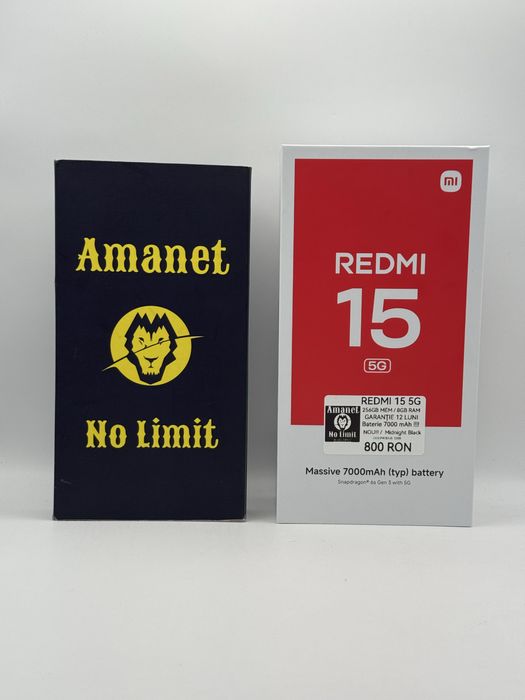 Amanet
No Limit
mi
REDMI
15
5G
REDMI 15 5G
256GB MEM / 8GB RAM
GARANȚIE 12 LUNI
Baterie 7000 mAh !!!
NOU!!! / Midnight Black
800 RON
Amanet
No Limit
Massive 7000mAh (typ) battery
Snapdragon® 6s Gen 3 with 5G